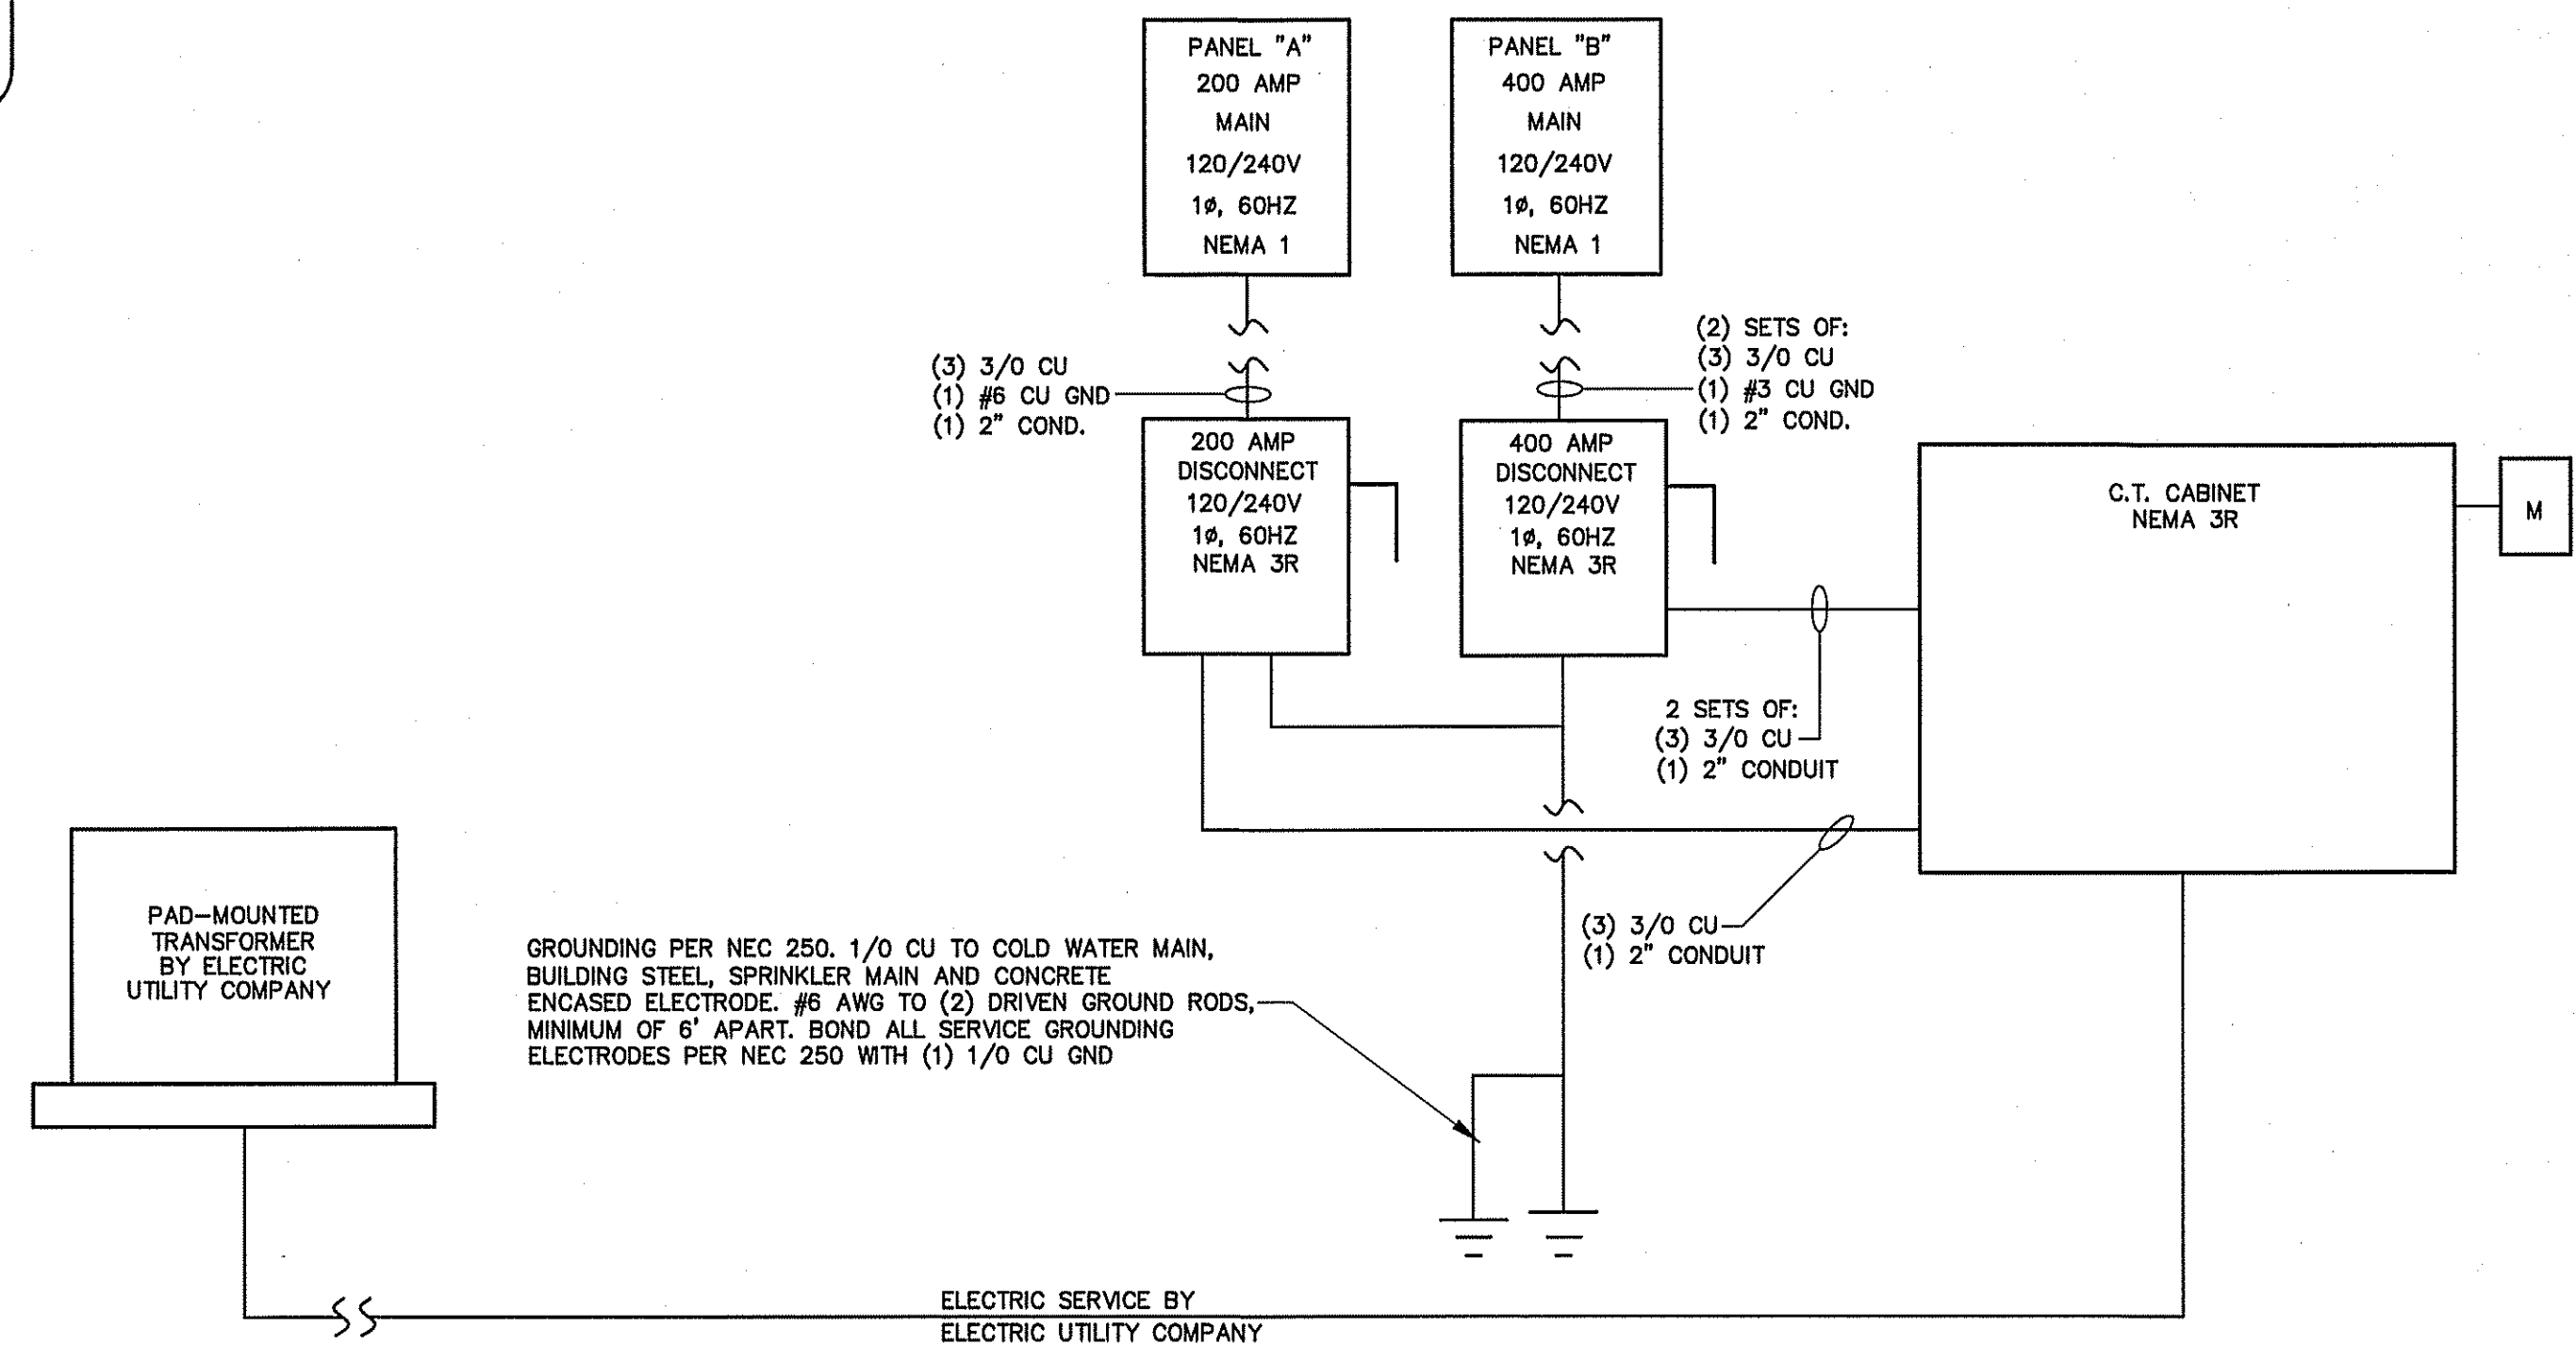 PANEL "A"
200 AMP
MAIN
120/240V
1ø, 60HZ
NEMA 1
PANEL "B"
400 AMP
MAIN
120/240V
1ø, 60HZ
NEMA 1
(3) 3/0 CU
(1) #6 CU GND
(1) 2" COND.
(2) SETS OF:
(3) 3/0 CU
(1) #3 CU GND
(1) 2" COND.
200 AMP
DISCONNECT
120/240V
1ø, 60HZ
NEMA 3R
400 AMP
DISCONNECT
120/240V
1ø, 60HZ
NEMA 3R
C.T. CABINET
NEMA 3R
M
2 SETS OF:
(3) 3/0 CU
(1) 2" CONDUIT
(3) 3/0 CU
(1) 2" CONDUIT
PAD-MOUNTED
TRANSFORMER
BY ELECTRIC
UTILITY COMPANY
GROUNDING PER NEC 250. 1/0 CU TO COLD WATER MAIN,
BUILDING STEEL, SPRINKLER MAIN AND CONCRETE
ENCASED ELECTRODE. #6 AWG TO (2) DRIVEN GROUND RODS,
MINIMUM OF 6' APART. BOND ALL SERVICE GROUNDING
ELECTRODES PER NEC 250 WITH (1) 1/0 CU GND
ELECTRIC SERVICE BY
ELECTRIC UTILITY COMPANY